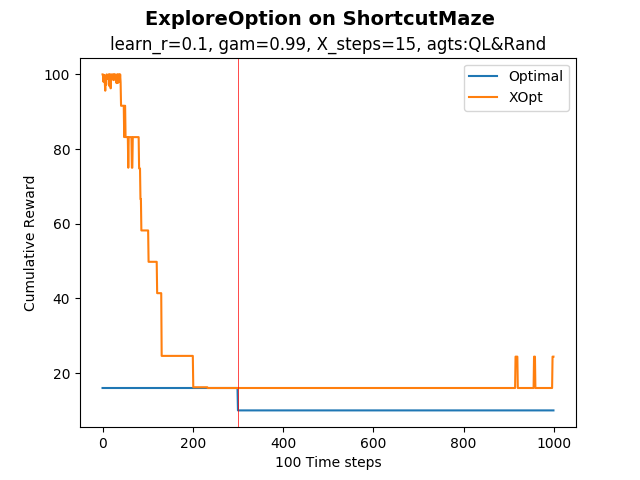 ExploreOption on ShortcutMaze
learn_r=0.1, gam=0.99, X_steps=15, agts:QL&Rand
Optimal
XOpt
Cumulative Reward
100
80
60
40
20
0
200
400
600
800
1000
100 Time steps